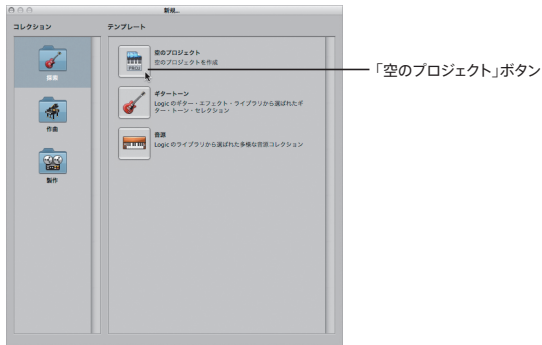 新規...
コレクション
テンプレート
探索
作曲
製作
空のプロジェクト
空のプロジェクトを作成
PROJ
ギタートーン
Logic のギター・エフェクト・ライブラリから選ばれたギ
ター・トーン・セレクション
音源
Logic のライブラリから選ばれた多様な音源コレクション
「空のプロジェクト」ボタン